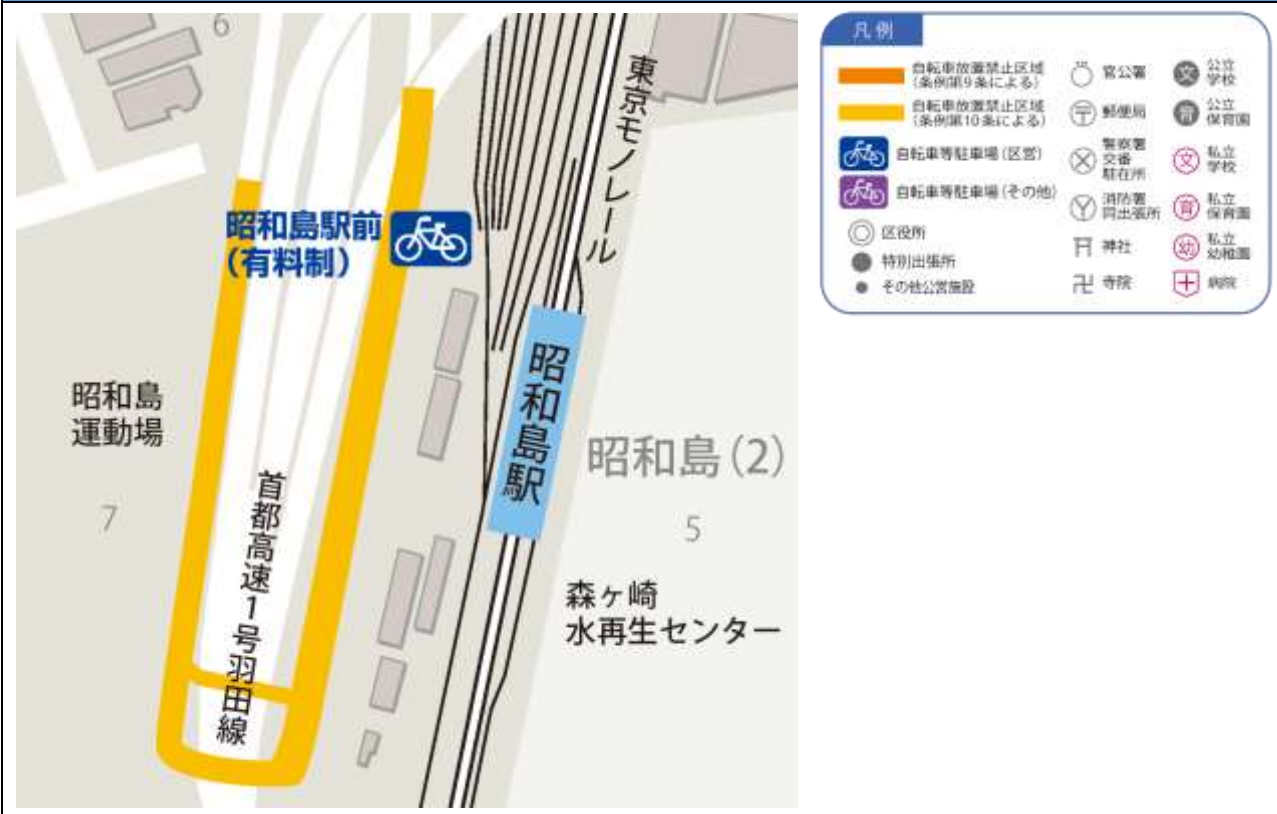 6
東京モノレール
昭和島駅前
(有料制)
昭和島
運動場
7
昭和島駅
昭和島(2)
5
首都高速1号羽田線
森ヶ崎
水再生センター
凡例
自転車放置禁止区域
(条例第9条による)
自転車放置禁止区域
(条例第10条による)
自転車等駐車場(区営)
自転車等駐車場(その他)
区役所
特別出張所
その他公営施設
官公署
〒
郵便局
警察署
交番
駐在所
消防署
同出張所
神社
卍
寺院
文
公立
学校
育
公立
保育園
文
私立
学校
育
私立
保育園
幼
私立
幼稚園
病院